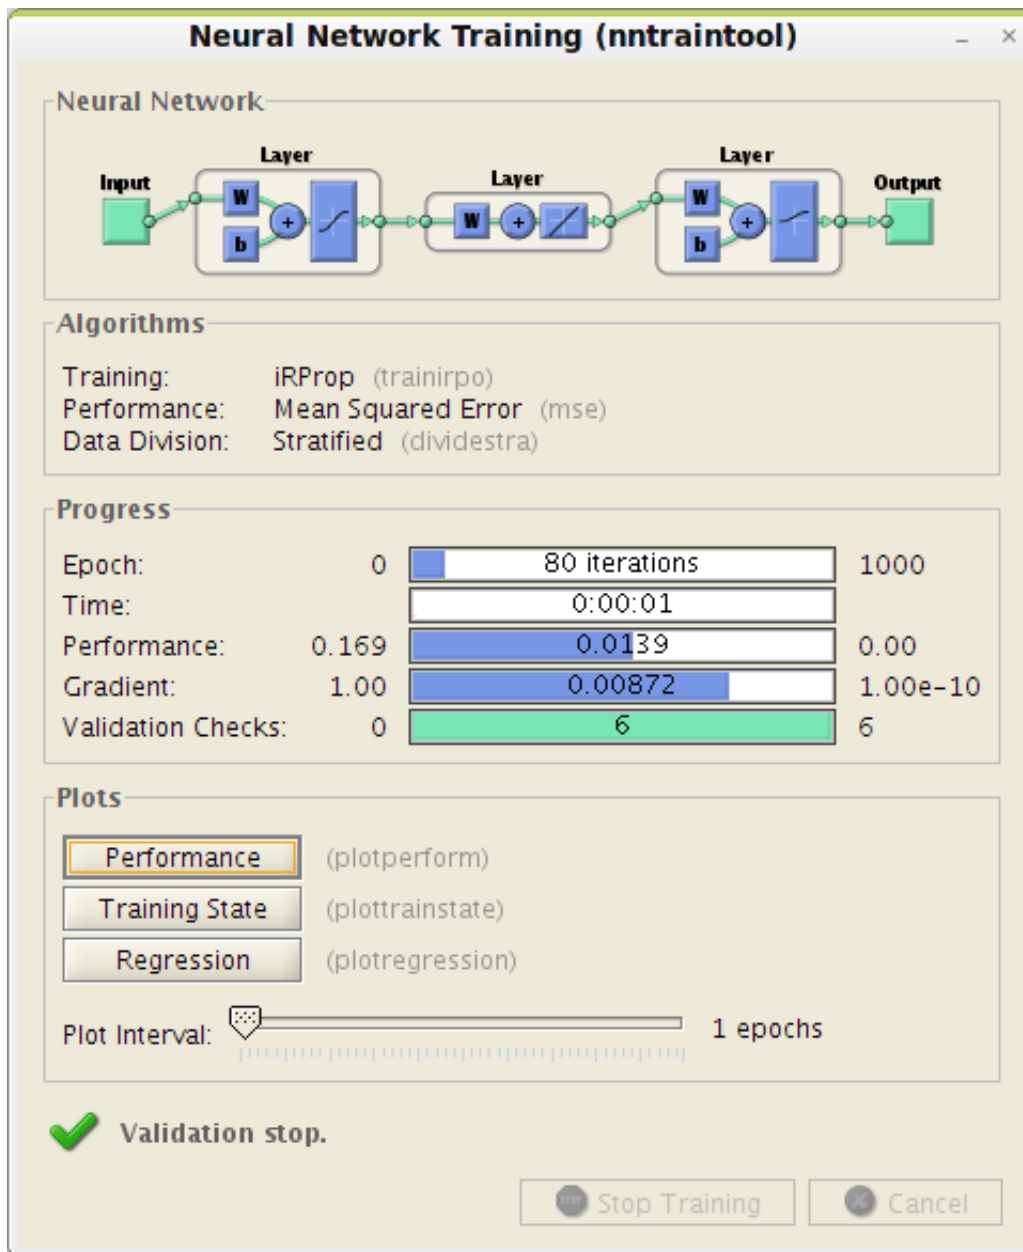 Neural Network Training (nntraintool)
Neural Network
Layer
Layer
Layer
Input
Output
W
b
+
W
+
W
b
+
Algorithms
Training: iRProp (trainirpo)
Performance: Mean Squared Error (mse)
Data Division: Stratified (dividestra)
Progress
Epoch: 0 80 iterations 1000
Time: 0:00:01
Performance: 0.169 0.0139 0.00
Gradient: 1.00 0.00872 1.00e-10
Validation Checks: 0 6 6
Plots
Performance (plotperform)
Training State (plottrainstate)
Regression (plotregression)
Plot Interval: 1 epochs
Validation stop.
STOP Stop Training Cancel